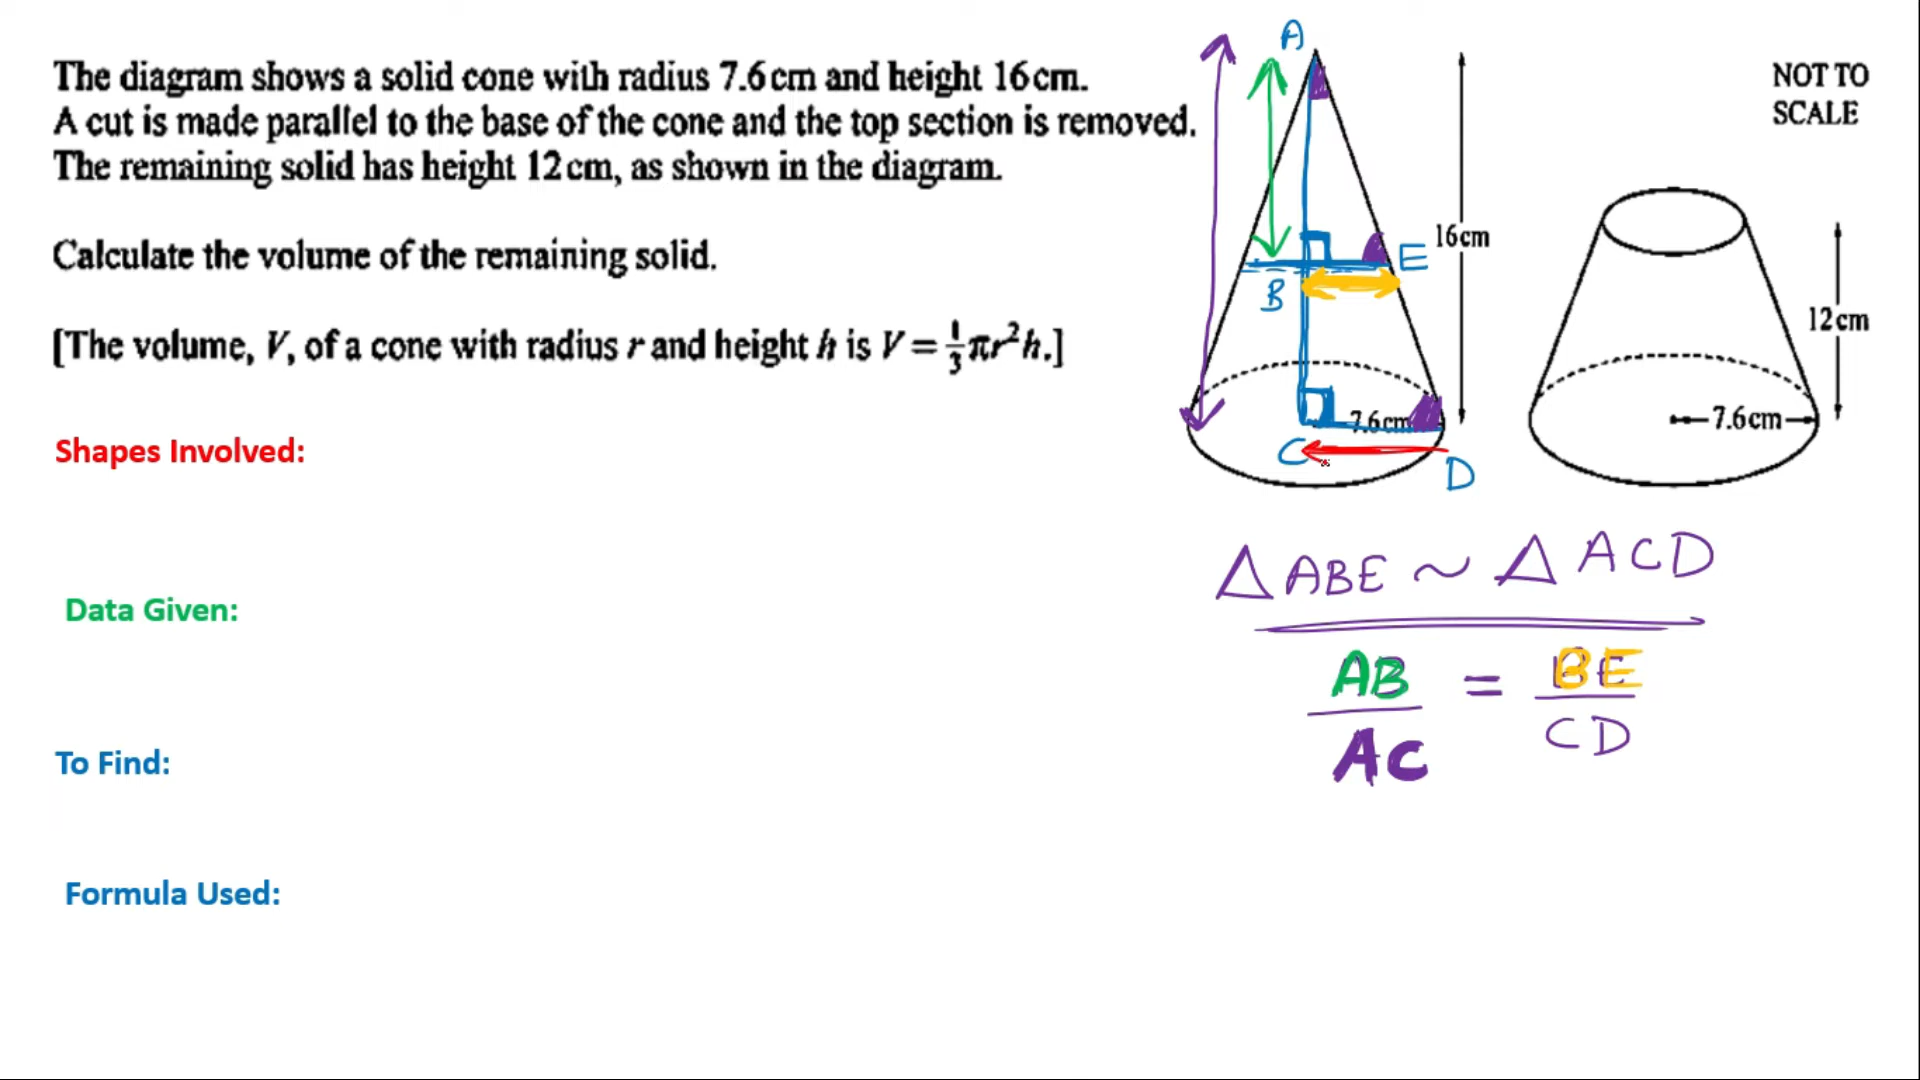 The diagram shows a solid cone with radius 7.6 cm and height 16 cm.
A cut is made parallel to the base of the cone and the top section is removed.
The remaining solid has height 12 cm, as shown in the diagram.
Calculate the volume of the remaining solid.
[The volume, V, of a cone with radius r and height h is V = 1/3 πr²h.]
Shapes Involved:
Data Given:
To Find:
Formula Used:
A
B
E
C
D
16cm
7.6cm
NOT TO
SCALE
12cm
7.6cm
△ ABE ~ △ ACD
AB/AC = BE/CD